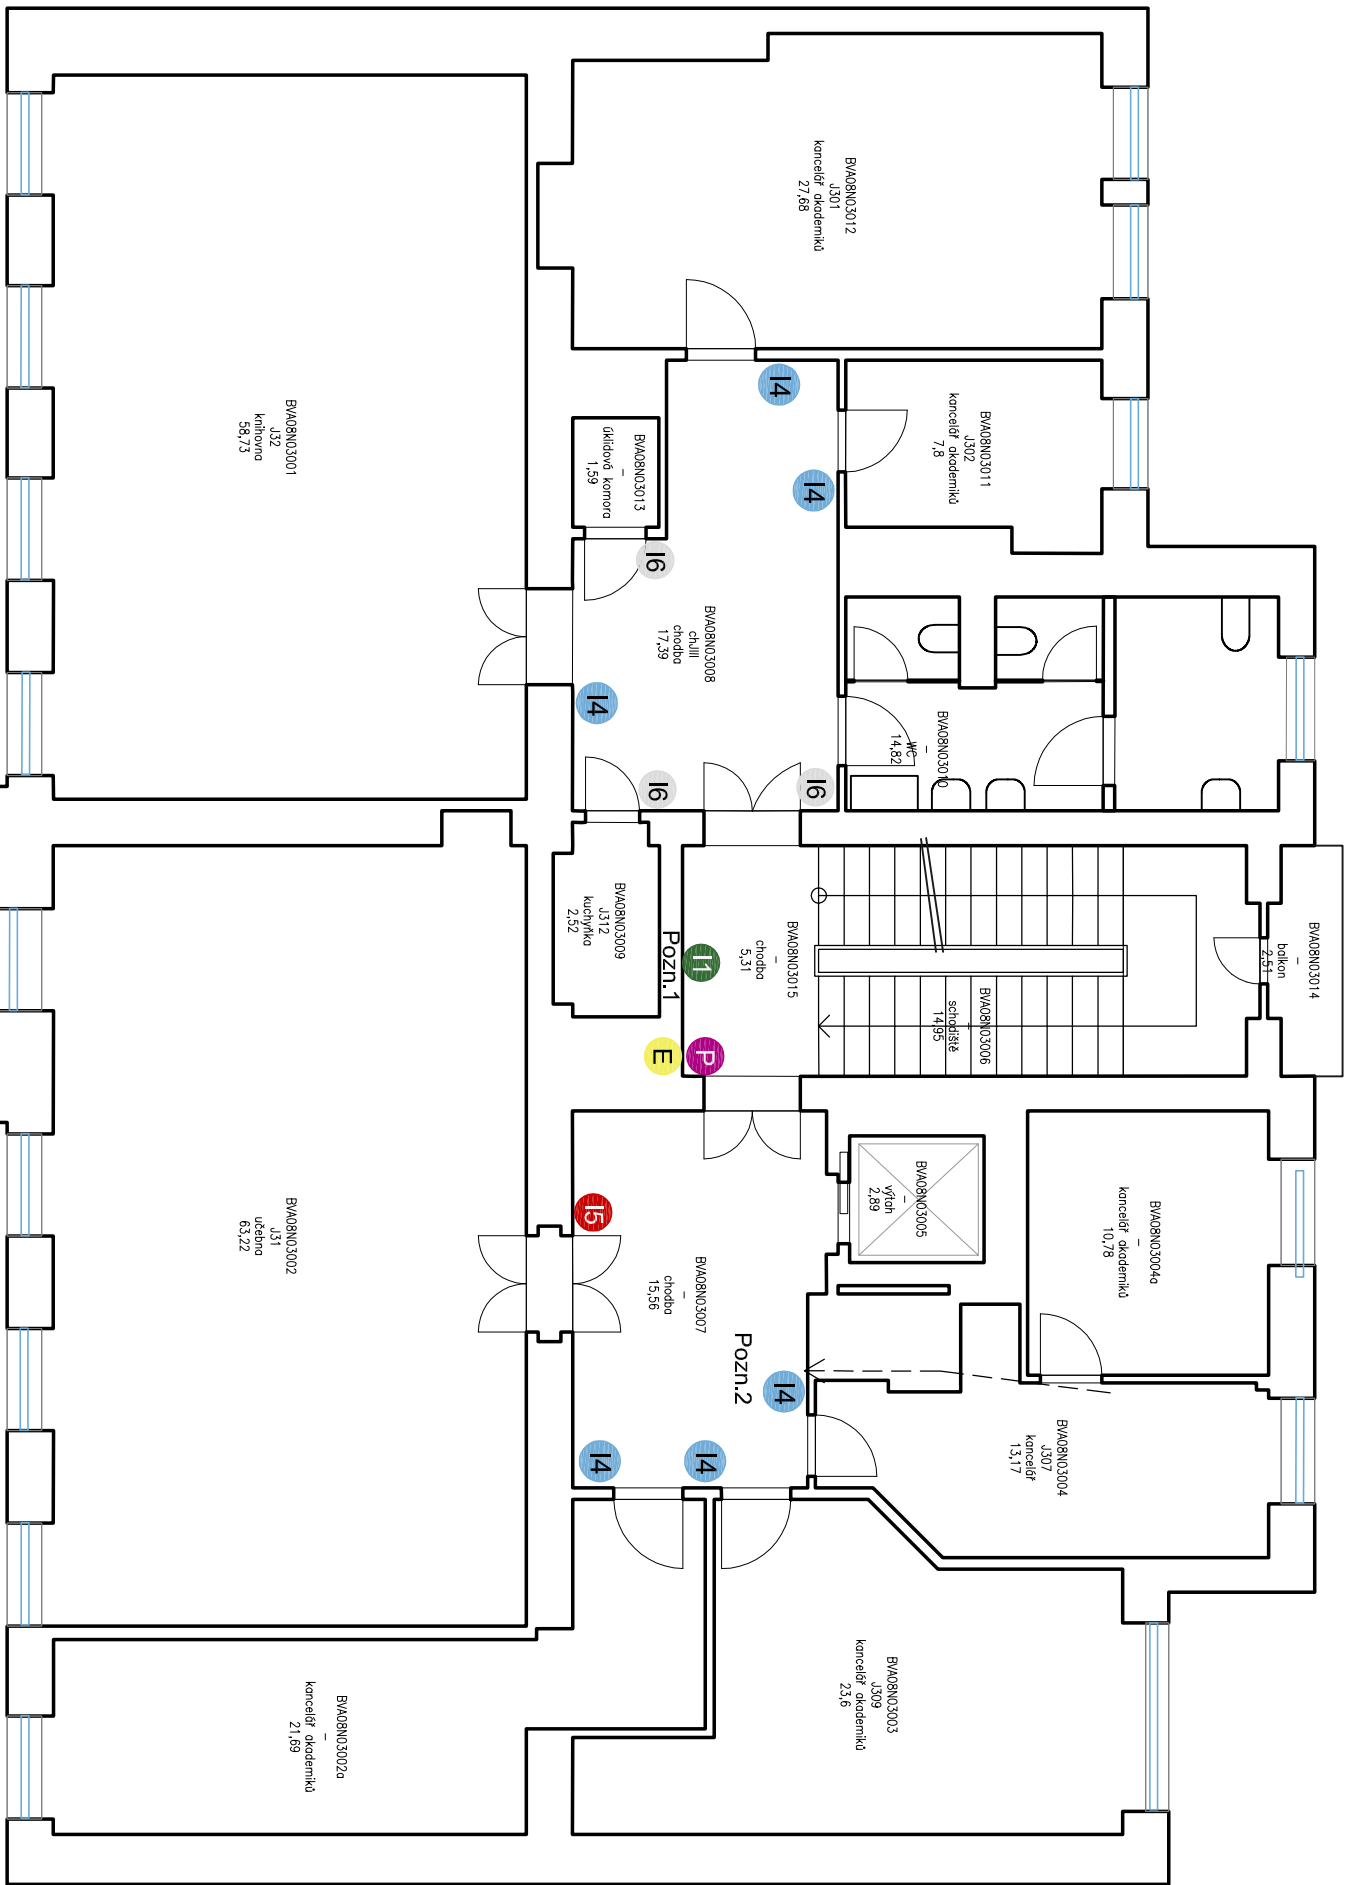 BVA08N03012
J301
kancelář akademiků
27,68
BVA08N03011
J302
kancelář akademiků
7,8
BVA08N03001
J32
knihovna
58,73
BVA08N03013
–
úklidová komora
1,59
I4
I4
I6
BVA08N03008
chJIII
chodba
17,39
I4
I6
I6
BVA08N03010
–
WC
14,82
BVA08N03009
J312
kuchyňka
2,52
Pozn.1
I1
BVA08N03015
–
chodba
5,31
BVA08N03006
–
schodiště
14,95
BVA08N03014
–
balkon
2,51
E
P
BVA08N03005
–
výtah
2,89
BVA08N03004a
–
kancelář akademiků
10,78
BVA08N03002
J31
učebna
63,22
I5
BVA08N03007
–
chodba
15,56
Pozn.2
I4
I4
I4
BVA08N03004
J307
kancelář
13,17
BVA08N03003
J309
kancelář akademiků
23,6
BVA08N03002a
–
kancelář akademiků
21,69